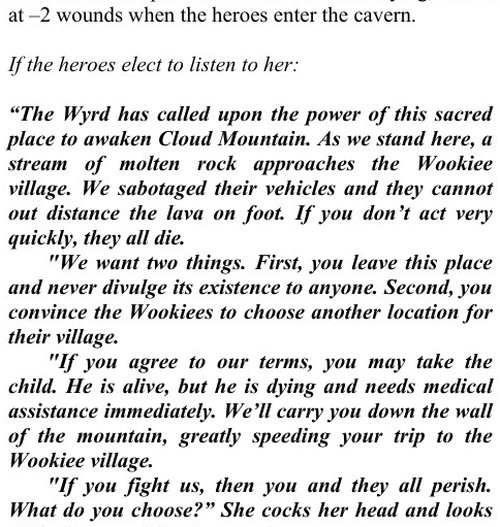 at –2 wounds when the heroes enter the cavern.
If the heroes elect to listen to her:
“The Wyrd has called upon the power of this sacred
place to awaken Cloud Mountain. As we stand here, a
stream of molten rock approaches the Wookiee
village. We sabotaged their vehicles and they cannot
out distance the lava on foot. If you don’t act very
quickly, they all die.
"We want two things. First, you leave this place
and never divulge its existence to anyone. Second, you
convince the Wookiees to choose another location for
their village.
"If you agree to our terms, you may take the
child. He is alive, but he is dying and needs medical
assistance immediately. We’ll carry you down the wall
of the mountain, greatly speeding your trip to the
Wookiee village.
"If you fight us, then you and they all perish.
What do you choose?” She cocks her head and looks